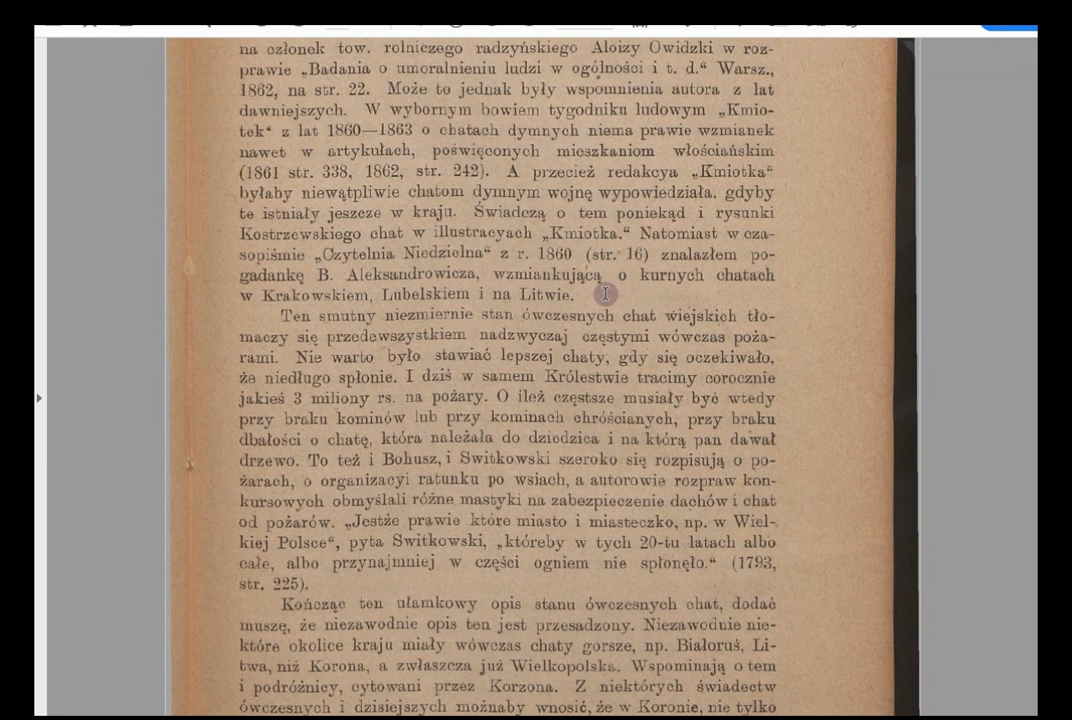 na członek tow. rolniczego radzyńskiego Aloizy Owidzki w roz-
prawie „Badania o umoralnieniu ludzi w ogólności i t. d.“ Warsz.,
1862, na str. 22. Może to jednak były wspomnienia autora z lat
dawniejszych. W wybornym bowiem tygodniku ludowym „Kmio-
tek“ z lat 1860—1863 o chatach dymnych niema prawie wzmianek
nawet w artykułach, poświęconych mieszkaniom włościańskim
(1861 str. 338, 1862, str. 242). A przecież redakcya „Kmiotka“
byłaby niewątpliwie chatom dymnym wojnę wypowiedziała. gdyby
te istniały jeszcze w kraju. Świadczą o tem poniekąd i rysunki
Kostrzewskiego chat w illustracyach „Kmiotka.“ Natomiast w cza-
sopiśmie „Czytelnia Niedzielna“ z r. 1860 (str. 16) znalazłem po-
gadankę B. Aleksandrowicza, wzmiankującą o kurnych chatach
w Krakowskiem, Lubelskiem i na Litwie.
Ten smutny niezmiernie stan ówczesnych chat wiejskich tło-
maczy się przedewszystkiem nadzwyczaj częstymi wówczas poża-
rami. Nie warto było stawiać lepszej chaty, gdy się oczekiwało,
że niedługo spłonie. I dziś w samem Królestwie tracimy corocznie
jakieś 3 miliony rs. na pożary. O ileż częstsze musiały być wtedy
przy braku kominów lub przy kominach chróścianych, przy braku
dbałości o chatę, która należała do dziedzica i na którą pan dawał
drzewo. To też i Bohusz, i Switkowski szeroko się rozpisują o po-
żarach, o organizacyi ratunku po wsiach, a autorowie rozpraw kon-
kursowych obmyślali różne mastyki na zabezpieczenie dachów i chat
od pożarów. „Jestże prawie które miasto i miasteczko, np. w Wiel-
kiej Polsce“, pyta Switkowski, „któreby w tych 20-tu latach albo
całe, albo przynajmniej w części ogniem nie spłonęło.“ (1793,
str. 225).
Kończąc ten ułamkowy opis stanu ówczesnych chat, dodać
muszę, że niezawodnie opis ten jest przesadzony. Niezawodnie nie-
które okolice kraju miały wówczas chaty gorsze, np. Białoruś, Li-
twa, niż Korona, a zwłaszcza już Wielkopolska. Wspominają o tem
i podróżnicy, cytowani przez Korzona. Z niektórych świadectw
ówczesnych i dzisiejszych możnaby wnosić, że w Koronie, nie tylko